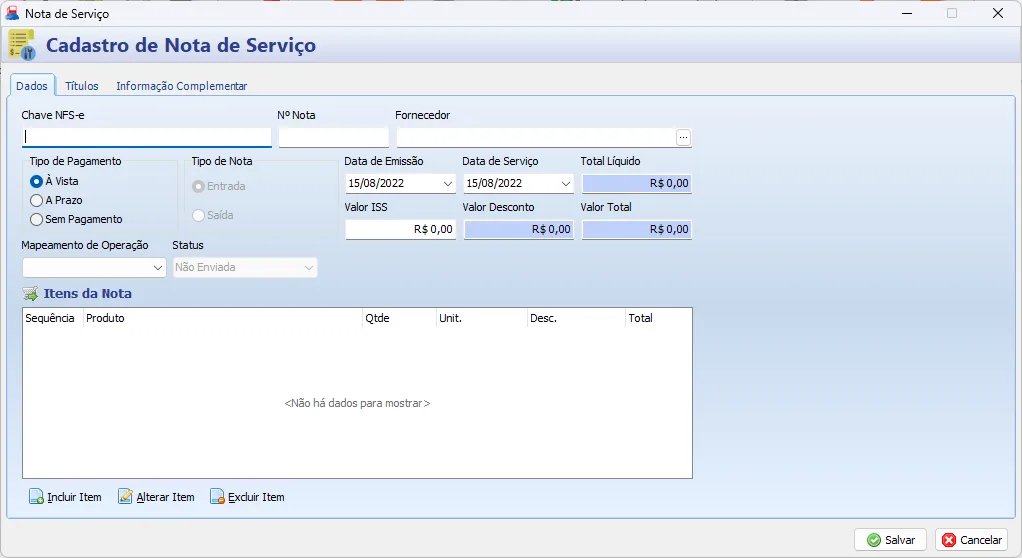 Nota de Serviço
Cadastro de Nota de Serviço
Dados Títulos Informação Complementar
Chave NFS-e Nº Nota Fornecedor
...
Tipo de Pagamento Tipo de Nota Data de Emissão Data de Serviço Total Líquido
À Vista Entrada 15/08/2022 15/08/2022 R$ 0,00
A Prazo
Sem Pagamento Saída
Valor ISS Valor Desconto Valor Total
R$ 0,00 R$ 0,00 R$ 0,00
Mapeamento de Operação Status
Não Enviada
Itens da Nota
Sequência Produto Qtde Unit. Desc. Total
<Não há dados para mostrar>
Incluir Item Alterar Item Excluir Item
Salvar Cancelar